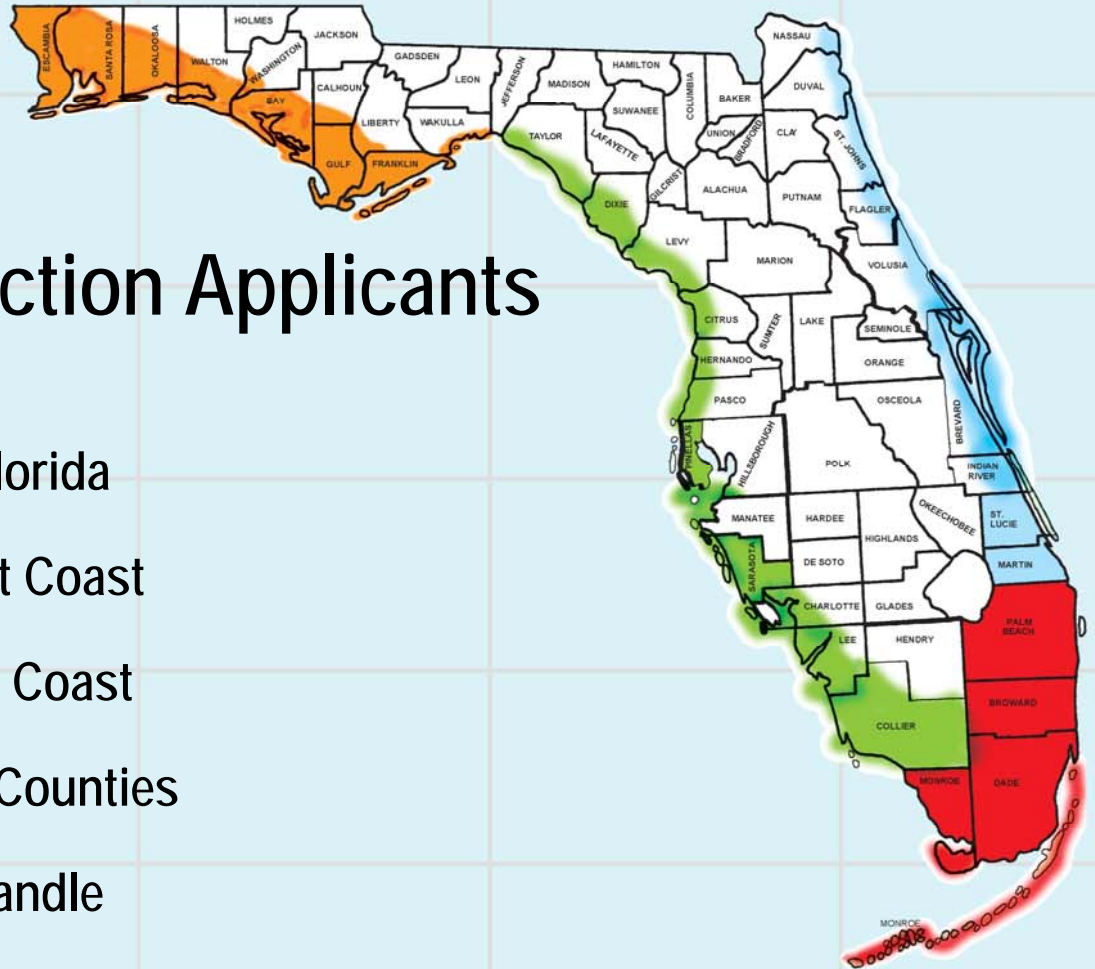 HOLMES
JACKSON
ESCAMBIA
SANTA ROSA
OKALOOSA
WALTON
WASHINGTON
GADSDEN
LEON
JEFFERSON
MADISON
HAMILTON
COLUMBIA
NASSAU
BAKER
DUVAL
BAY
CALHOUN
LIBERTY
WAKULLA
TAYLOR
LAFAYETTE
SUWANEE
UNION
BRADFORD
CLAY
ST. JOHNS
GULF
FRANKLIN
DIXIE
GILCRIST
ALACHUA
PUTNAM
FLAGLER
LEVY
MARION
VOLUSIA
ction Applicants
CITRUS
SUMTER
LAKE
SEMINOLE
HERNANDO
ORANGE
PASCO
OSCEOLA
BREVARD
PINELLAS
HILLSBOROUGH
POLK
INDIAN
RIVER
lorida
MANATEE
HARDEE
OKEECHOBEE
ST.
LUCIE
HIGHLANDS
SARASOTA
DE SOTO
MARTIN
t Coast
CHARLOTTE
GLADES
PALM
BEACH
LEE
HENDRY
Coast
BROWARD
COLLIER
Counties
MONROE
DADE
andle
MONROE